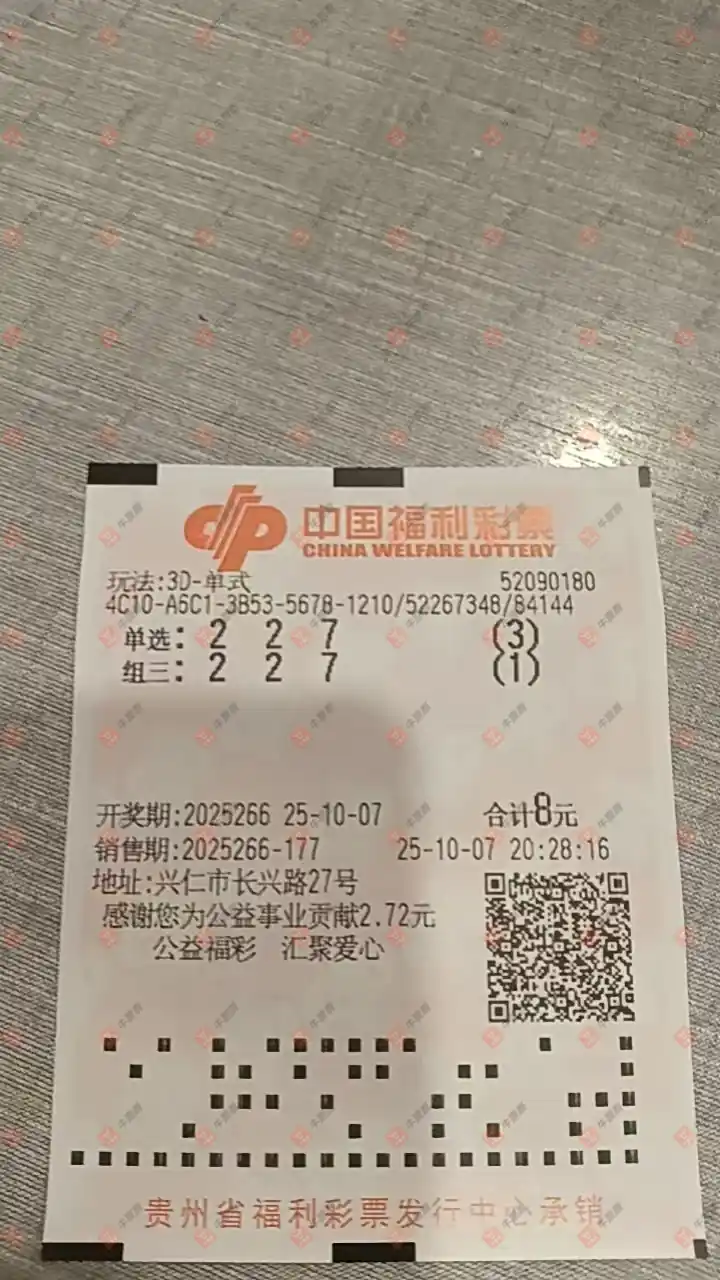 中国福利彩票
CHINA WELFARE LOTTERY
玩法:3D-单式 52090180
4C10-A6C1-3B53-5678-1210/52267348/84144
单选: 2 2 7 (3)
组三: 2 2 7 (1)
开奖期:2025266 25-10-07 合计8元
销售期:2025266-177 25-10-07 20:28:16
地址:兴仁市长兴路27号
感谢您为公益事业贡献2.72元
公益福彩 汇聚爱心
贵州省福利彩票发行中心承销